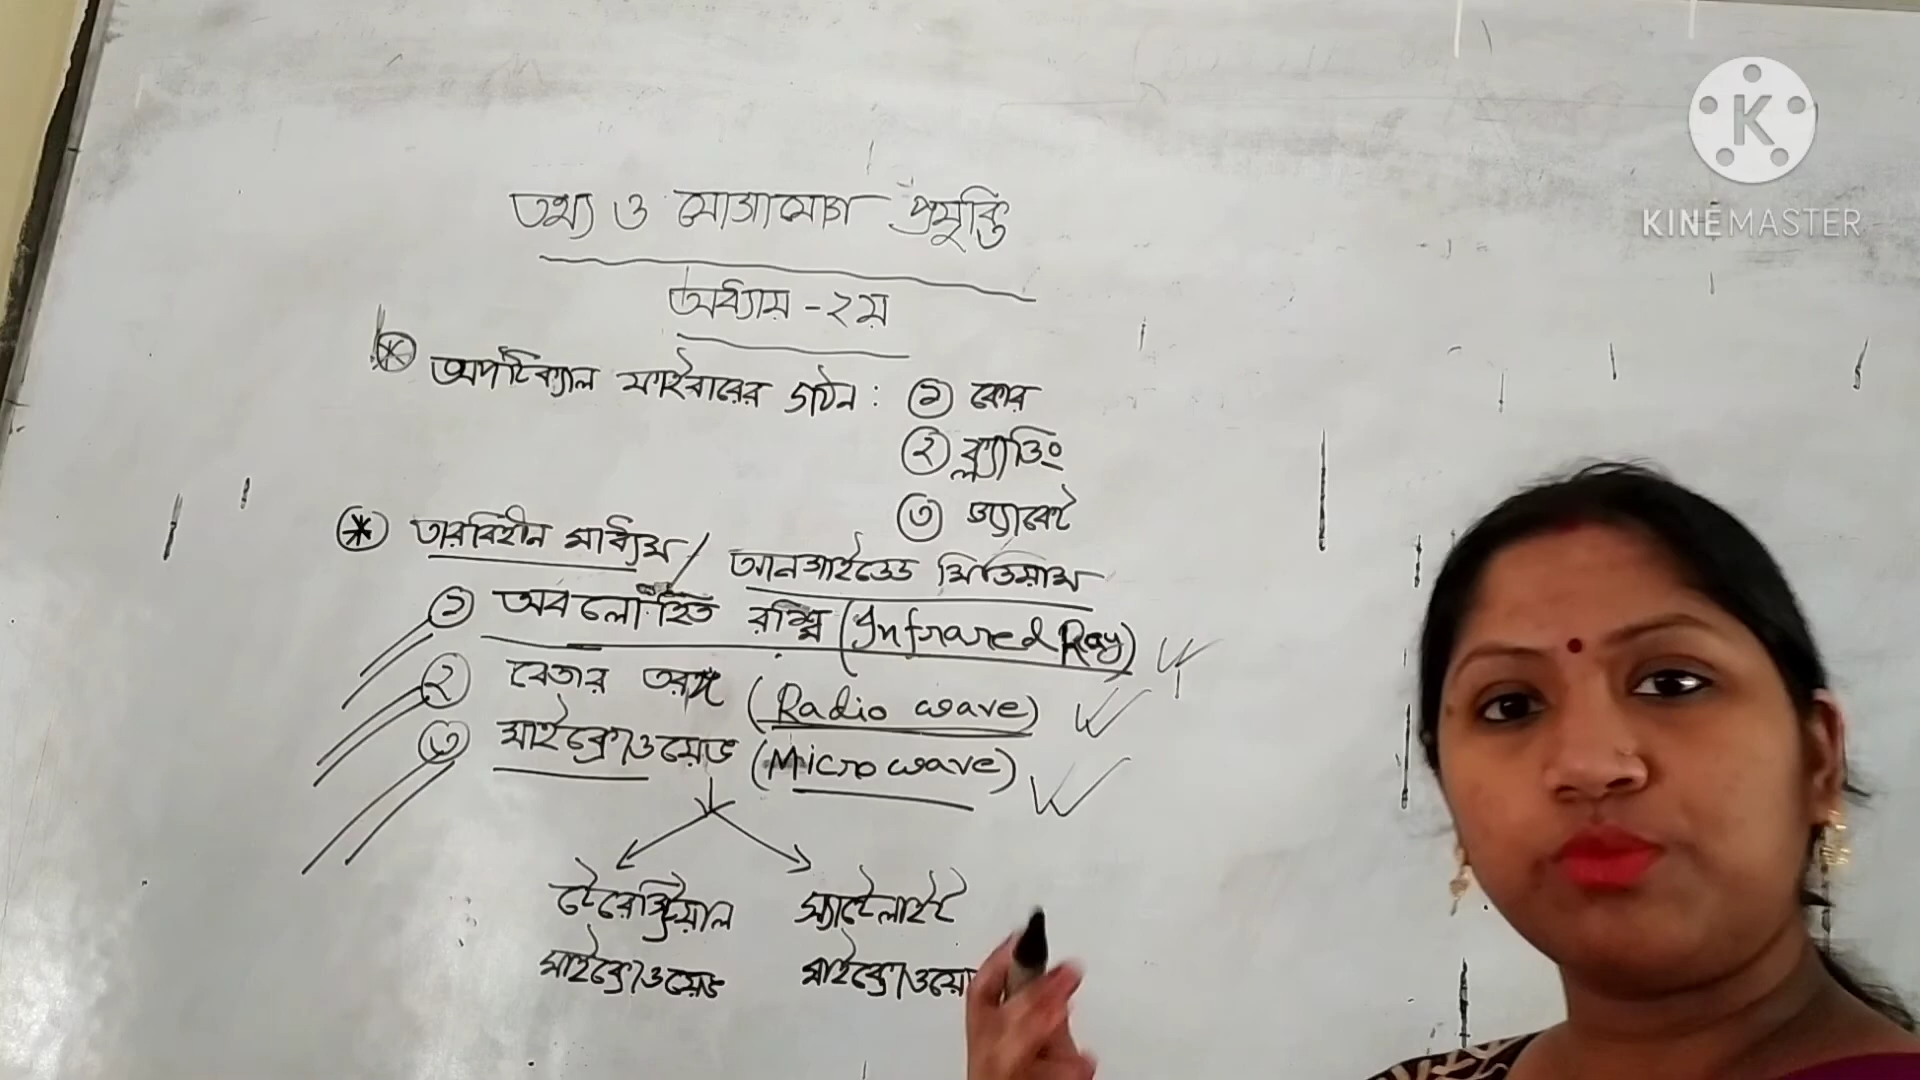 তথ্য ও যোগাযোগ প্রযুক্তি
অধ্যায় - ২য়
* অপটিক্যাল ফাইবারের গঠন : ① কোর
② ক্ল্যাডিং
③ জ্যাকেট
* তারবিহীন মাধ্যম / আনগাইডেড মিডিয়াম
① অবলোহিত রশ্মি (Infrared Ray)
② বেতার তরঙ্গ (Radio wave)
③ মাইক্রোওয়েভ (Microwave)
টেরেস্ট্রিয়াল স্যাটেলাইট
মাইক্রোওয়েভ মাইক্রোওয়ে
K
KINEMASTER